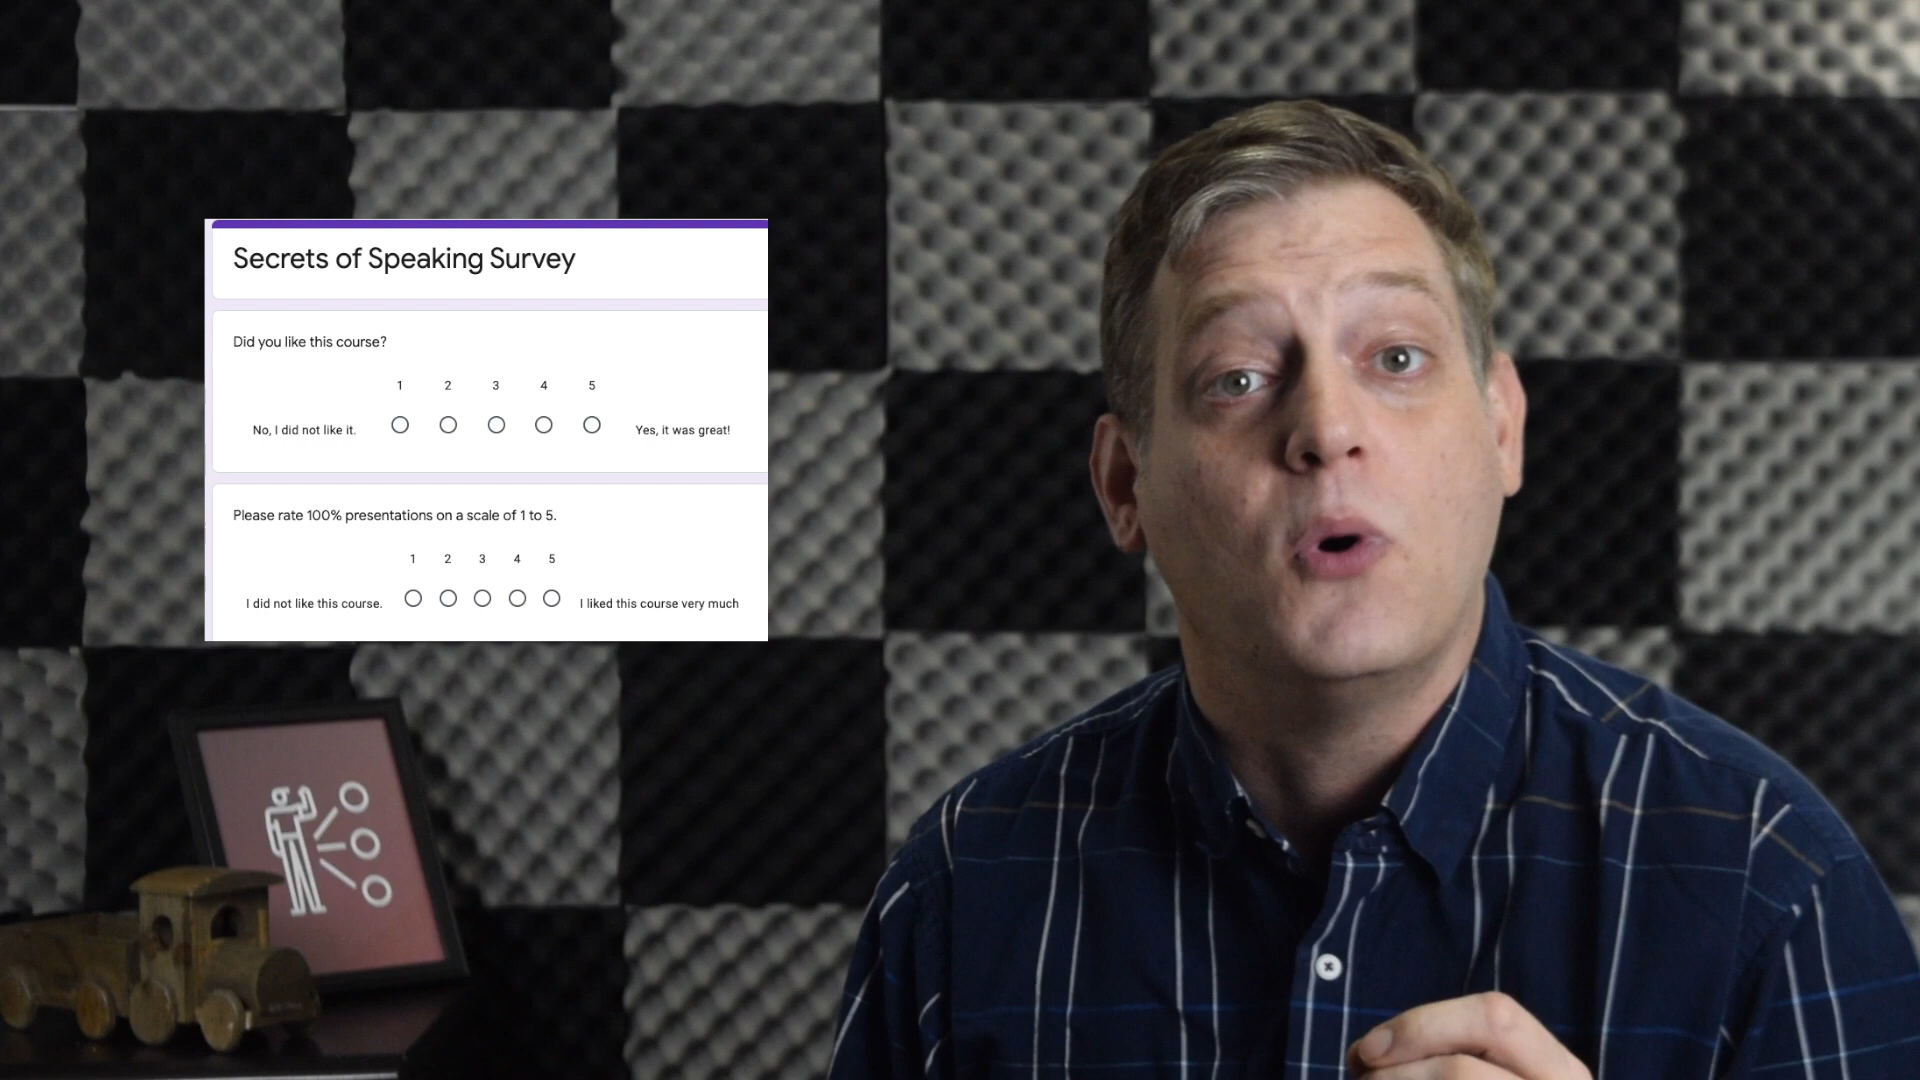 Secrets of Speaking Survey
Did you like this course?
1 2 3 4 5
No, I did not like it. Yes, it was great!
Please rate 100% presentations on a scale of 1 to 5.
1 2 3 4 5
I did not like this course. I liked this course very much